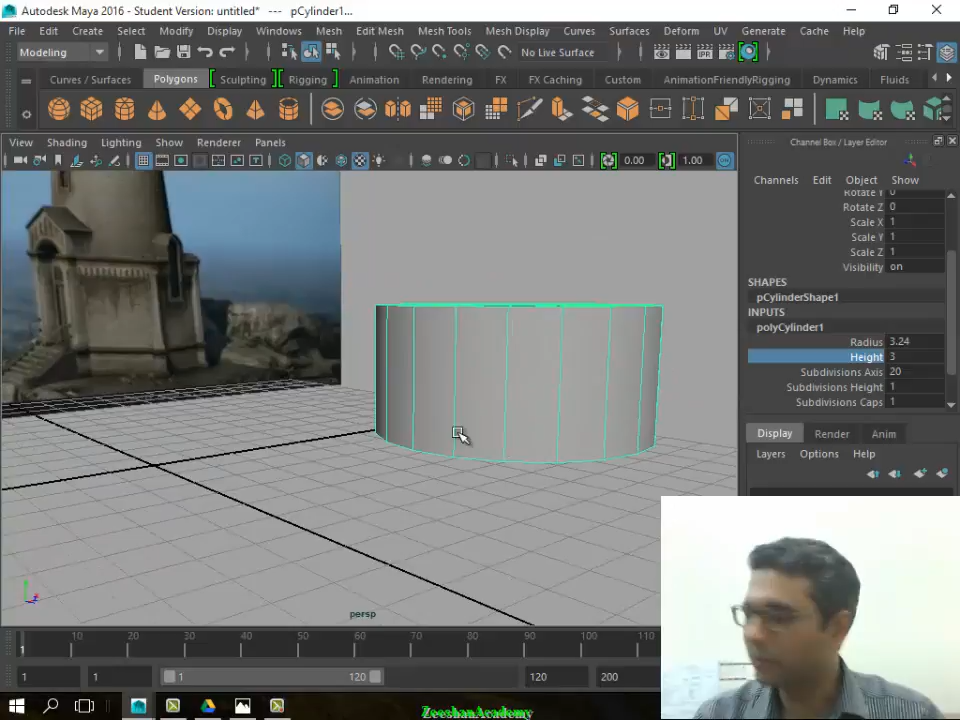 Autodesk Maya 2016 - Student Version: untitled* --- pCylinder1...
File Edit Create Select Modify Display Windows Mesh Edit Mesh Mesh Tools Mesh Display Curves Surfaces Deform UV Generate Cache
Modeling No Live Surface
Curves / Surfaces Polygons Sculpting Rigging Animation Rendering FX FX Caching Custom AnimationFriendlyRigging Dynamics Fluids
View Shading Lighting Show Renderer Panels
0.00 1.00
Channel Box / Layer Editor
Channels Edit Object Show
Rotate Y 0
Rotate Z 0
Scale X 1
Scale Y 1
Scale Z 1
Visibility on
SHAPES
pCylinderShape1
INPUTS
polyCylinder1
Radius 3.24
Height 3
Subdivisions Axis 20
Subdivisions Height 1
Subdivisions Caps 1
Display Render Anim
Layers Options Help
persp
1 10 20 30 40 50 60 70 80 90 100 110
1 1 1 120 120 200
ZeeshanAcademy